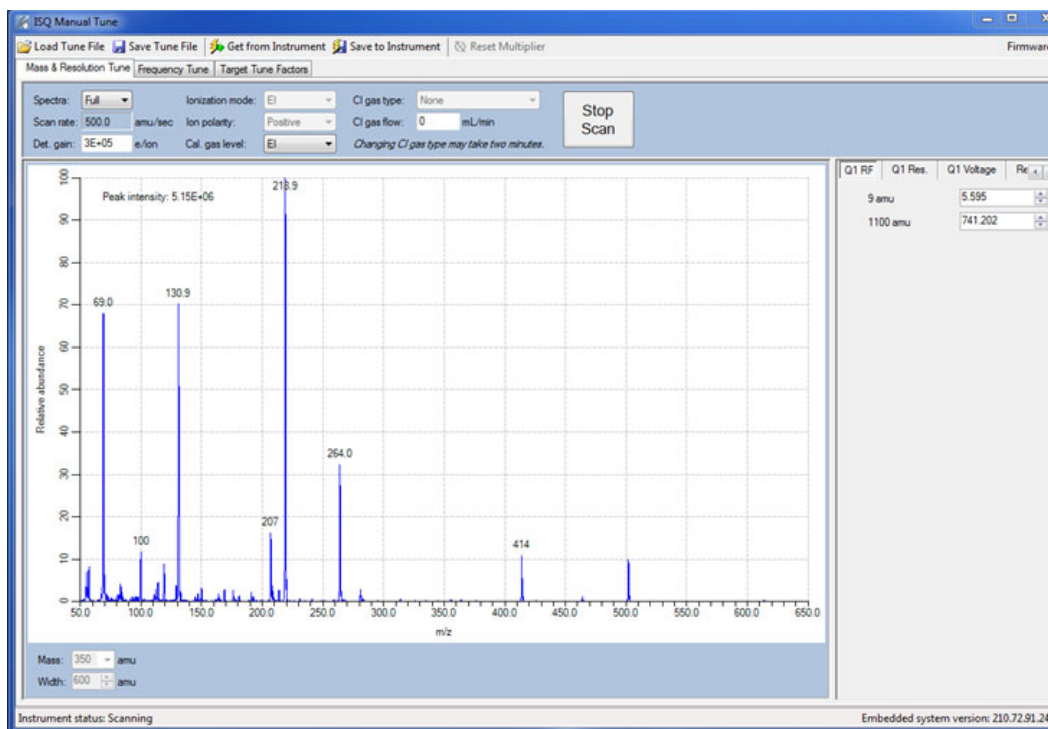 ISQ Manual Tune
Load Tune File Save Tune File Get from Instrument Save to Instrument Reset Multiplier Firmware
Mass & Resolution Tune Frequency Tune Target Tune Factors
Spectra: Full Ionization mode: EI CI gas type: None
Scan rate: 500.0 amu/sec Ion polarity: Positive CI gas flow: 0 mL/min
Det. gain: 3E+05 e/ion Cal. gas level: EI Changing CI gas type may take two minutes.
Stop
Scan
Q1 RF Q1 Res. Q1 Voltage Re
9 amu 5.595
1100 amu 741.202
Peak intensity: 5.15E+06
218.9
130.9
69.0
264.0
207
100
414
Relative abundance
100
90
80
70
60
50
40
30
20
10
0
50.0 100.0 150.0 200.0 250.0 300.0 350.0 400.0 450.0 500.0 550.0 600.0 650.0
m/z
Mass: 350 amu
Width: 600 amu
Instrument status: Scanning Embedded system version: 210.72.91.24